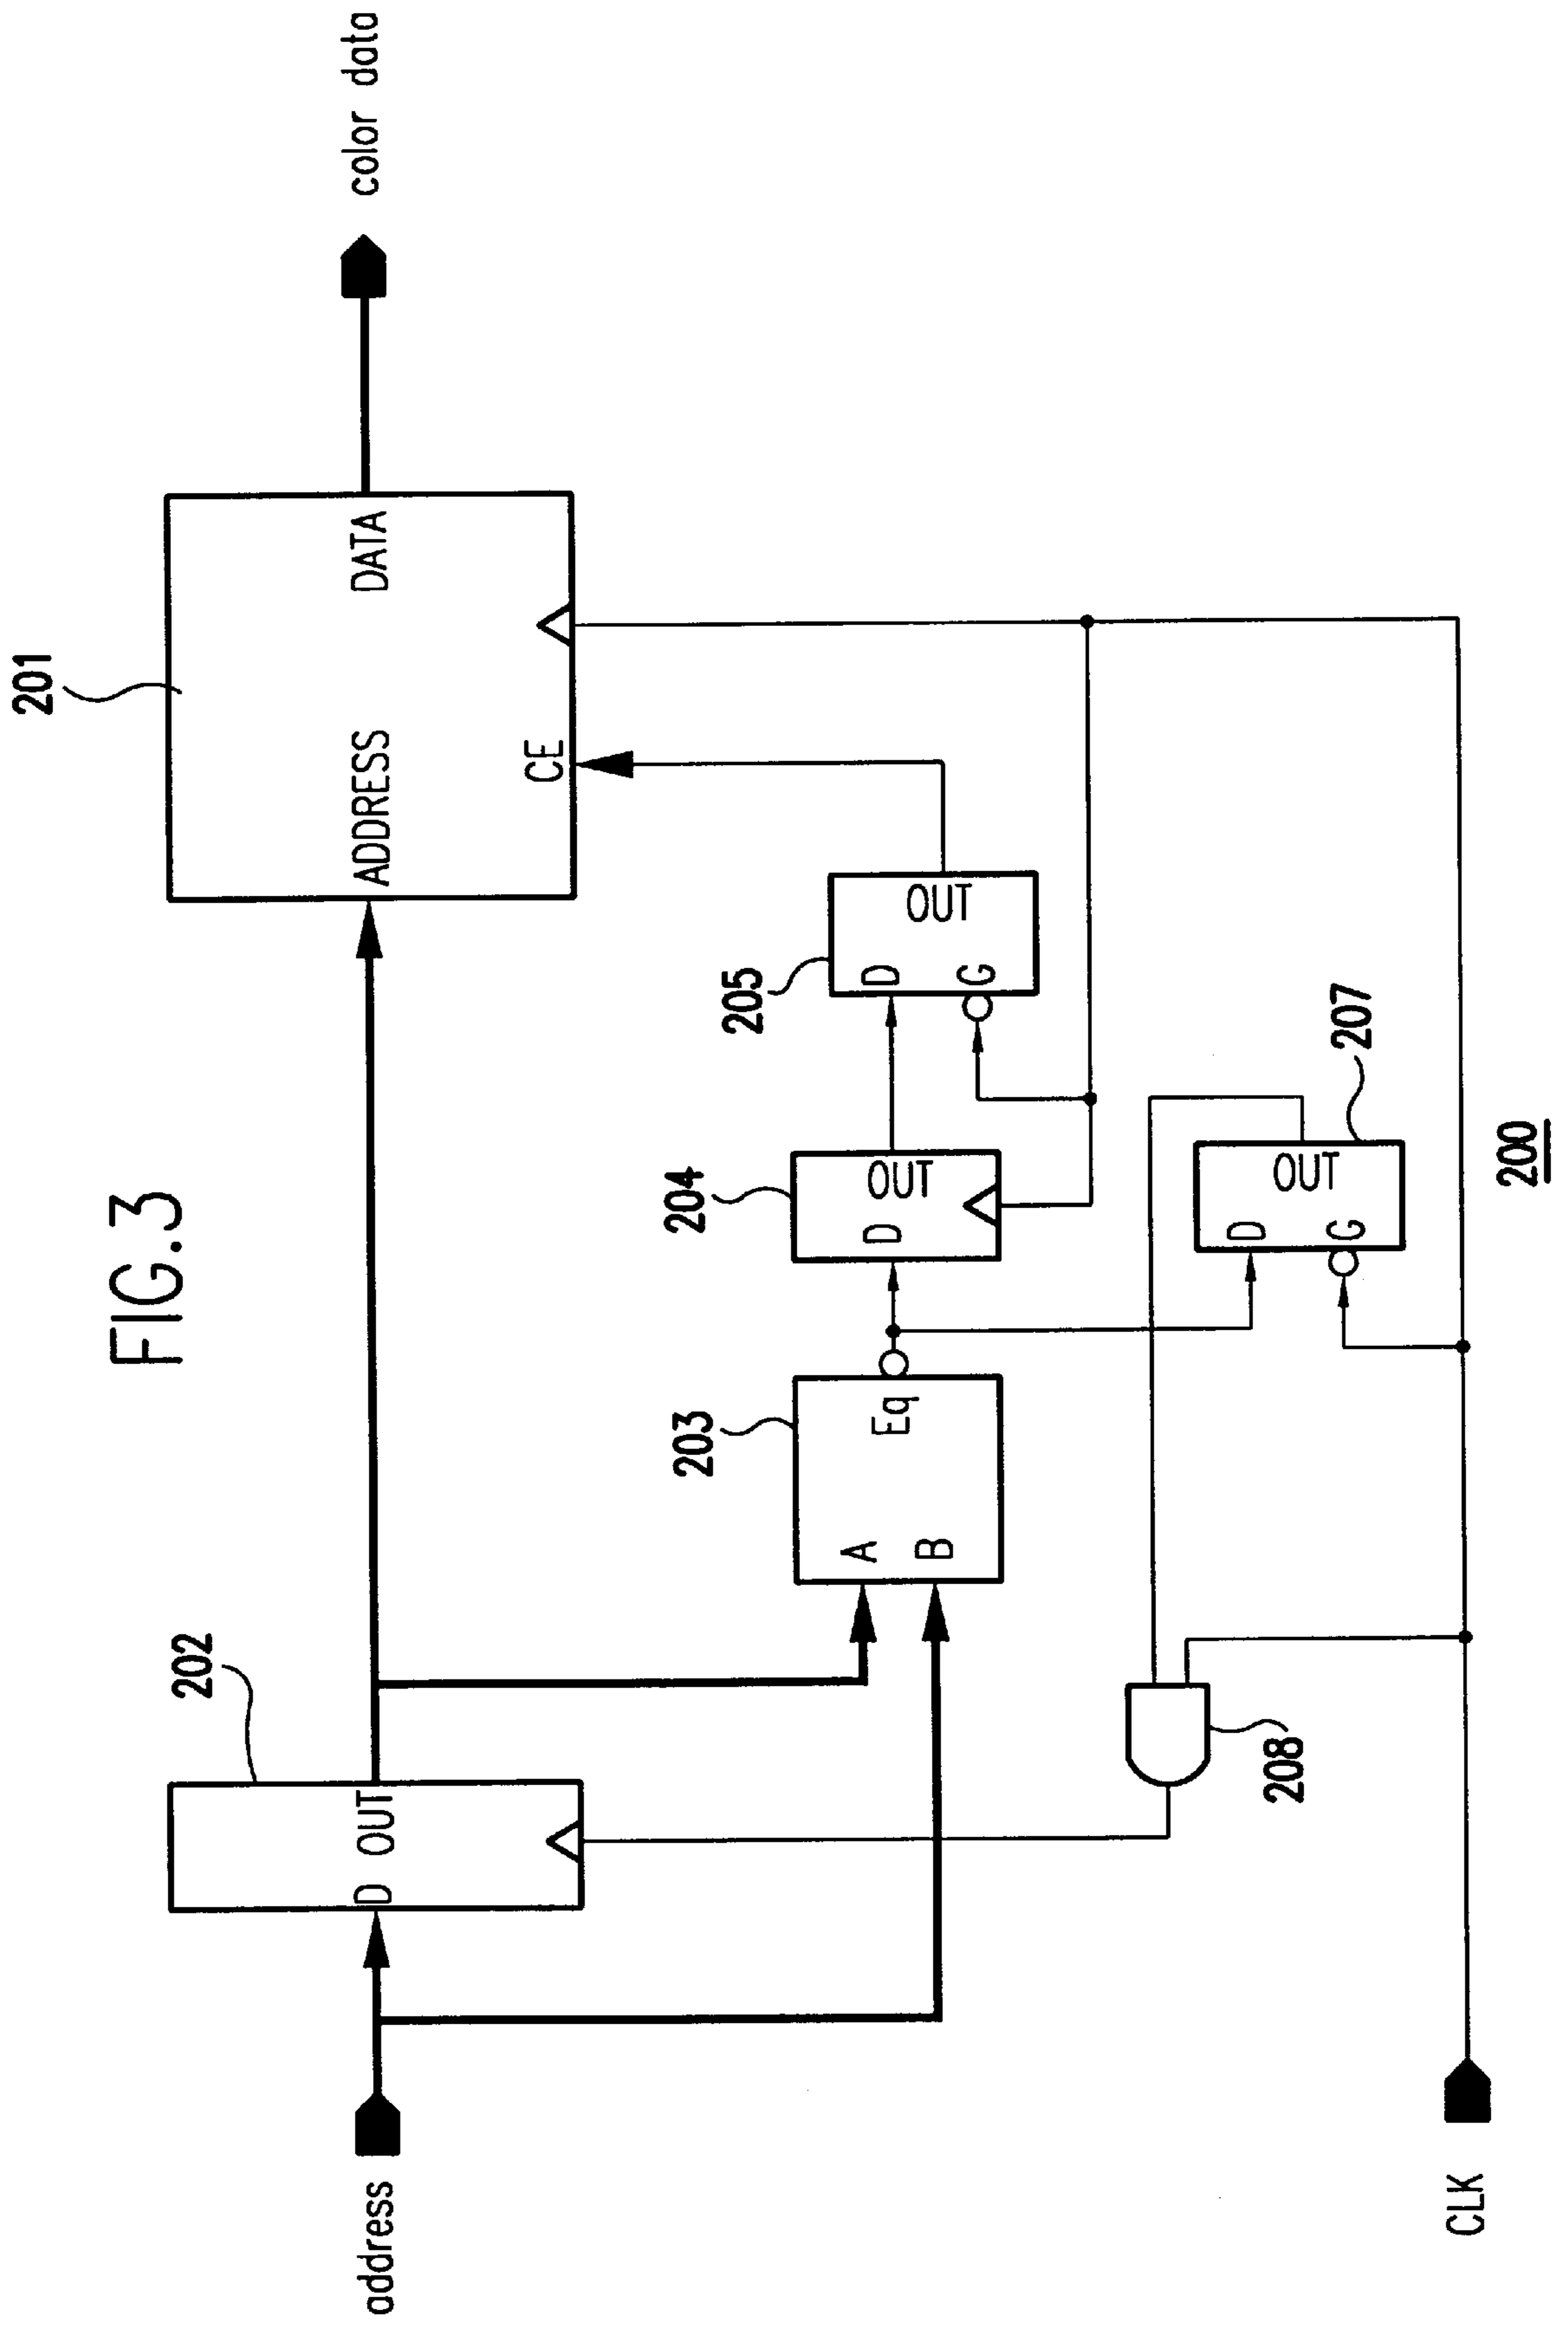 FIG.3
201
ADDRESS
DATA
CE
color data
202
D OUT
address
203
A
B
Eq
204
D
OUT
205
D
G
OUT
207
D
G
OUT
208
CLK
200